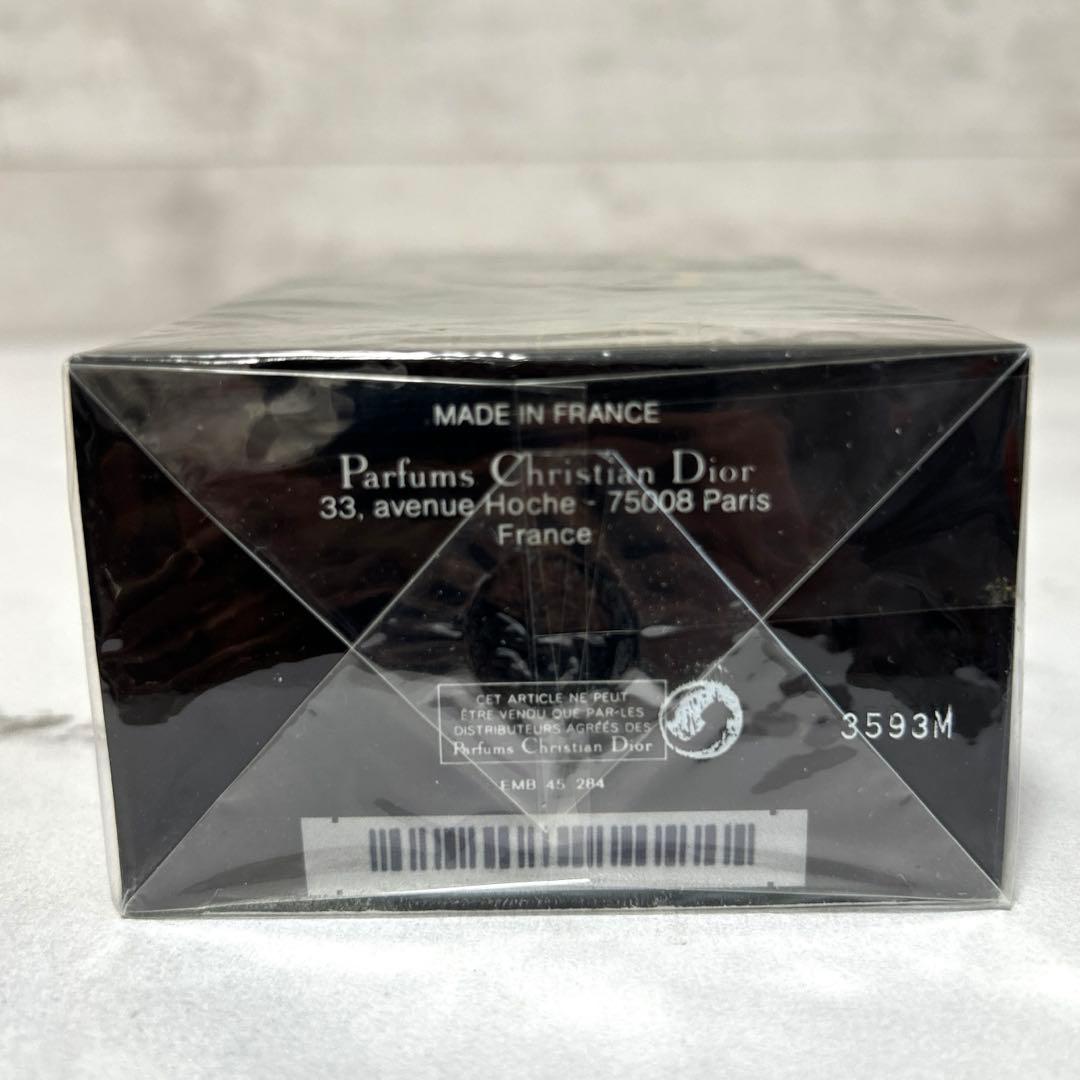 MADE IN FRANCE
Parfums Christian Dior
33, avenue Hoche - 75008 Paris
France
CET ARTICLE NE PEUT
ÊTRE VENDU QUE PAR-LES
DISTRIBUTEURS AGRÉÉS DES
Parfums Christian Dior
3593M
EMB 45 284